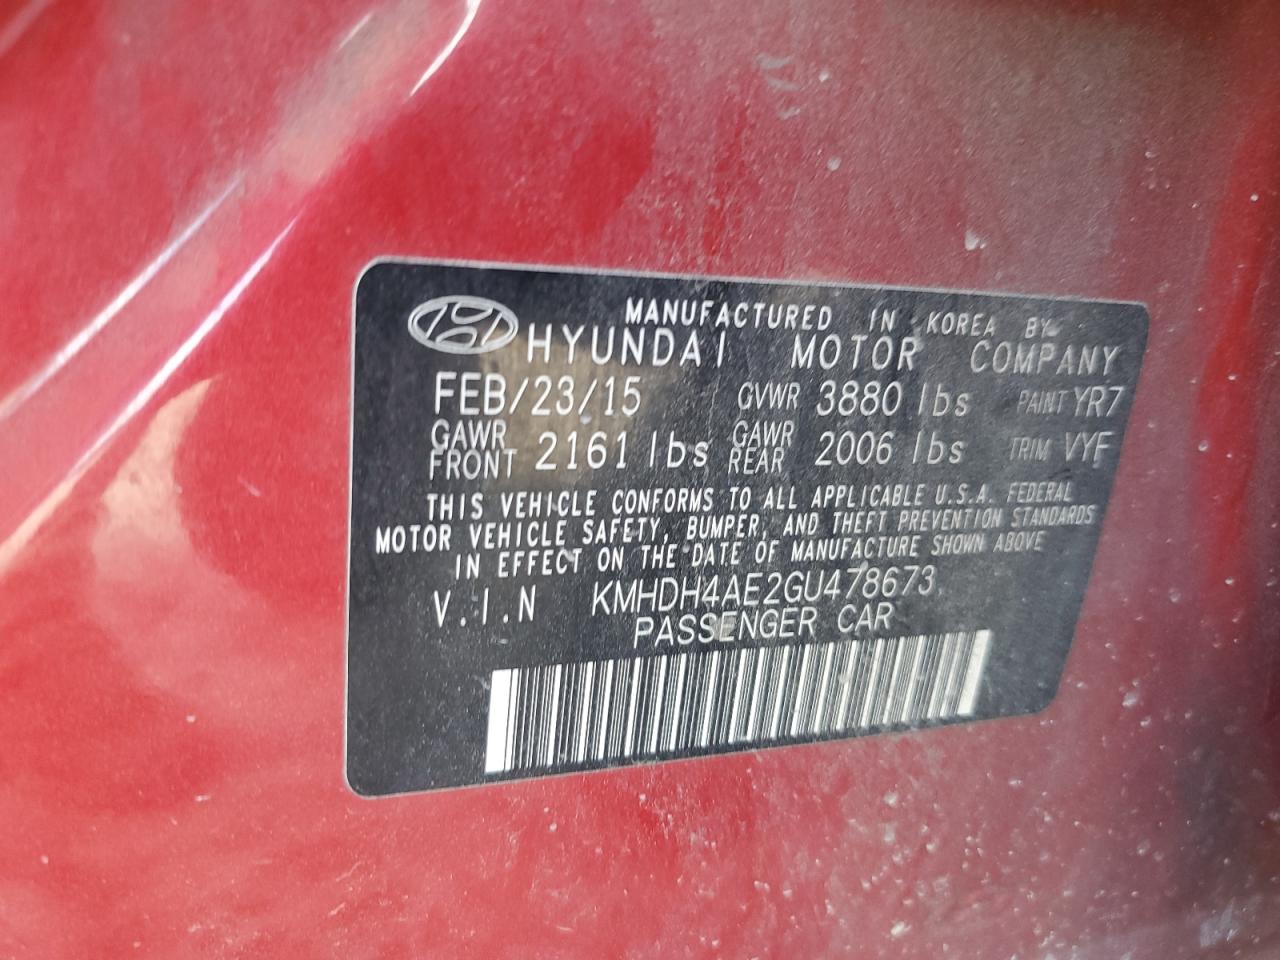 MANUFACTURED IN KOREA BY
HYUNDAI MOTOR COMPANY
FEB/23/15 GVWR 3880 lbs PAINT YR7
GAWR FRONT 2161 lbs GAWR REAR 2006 lbs TRIM VYF
THIS VEHICLE CONFORMS TO ALL APPLICABLE U.S.A. FEDERAL
MOTOR VEHICLE SAFETY, BUMPER, AND THEFT PREVENTION STANDARDS
IN EFFECT ON THE DATE OF MANUFACTURE SHOWN ABOVE
V.I.N KMHDH4AE2GU478673
PASSENGER CAR